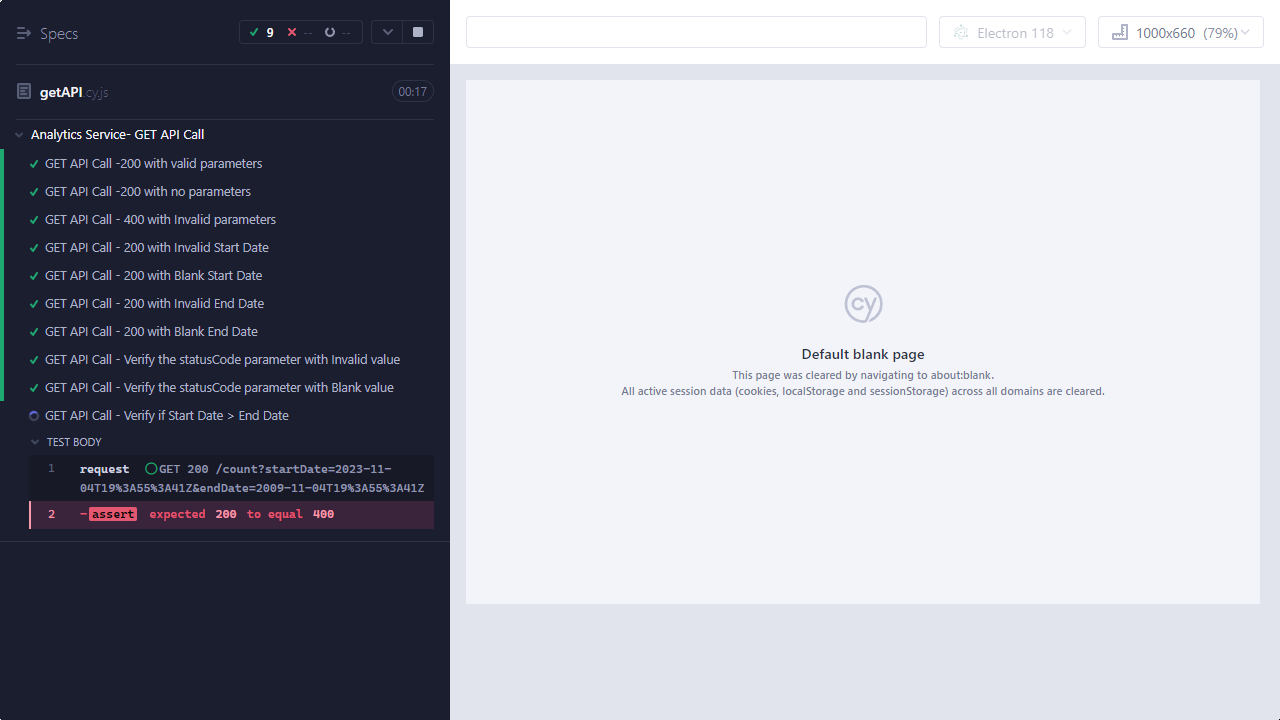 Specs
9 -- --
getAPI.cy.js
00:17
Analytics Service- GET API Call
GET API Call -200 with valid parameters
GET API Call -200 with no parameters
GET API Call - 400 with Invalid parameters
GET API Call - 200 with Invalid Start Date
GET API Call - 200 with Blank Start Date
GET API Call - 200 with Invalid End Date
GET API Call - 200 with Blank End Date
GET API Call - Verify the statusCode parameter with Invalid value
GET API Call - Verify the statusCode parameter with Blank value
GET API Call - Verify if Start Date > End Date
TEST BODY
1 request GET 200 /count?startDate=2023-11-
04T19%3A55%3A41Z&endDate=2009-11-04T19%3A55%3A41Z
2 -assert expected 200 to equal 400
Electron 118
1000x660 (79%)
cy
Default blank page
This page was cleared by navigating to about:blank.
All active session data (cookies, localStorage and sessionStorage) across all domains are cleared.